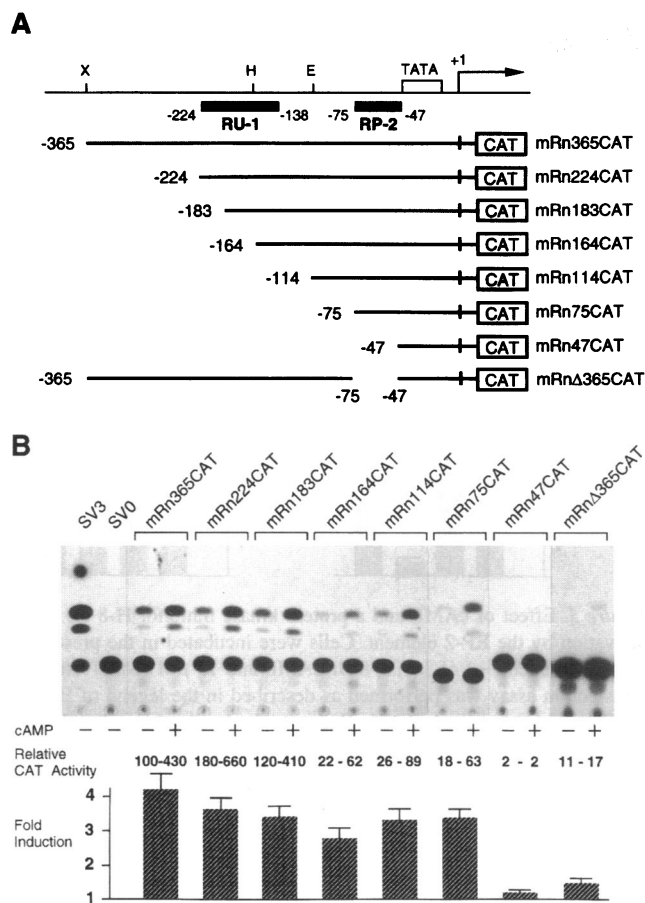 A
X H E TATA +1
-224 RU-1 -138 -75 RP-2 -47
-365 CAT mRn365CAT
-224 CAT mRn224CAT
-183 CAT mRn183CAT
-164 CAT mRn164CAT
-114 CAT mRn114CAT
-75 CAT mRn75CAT
-47 CAT mRn47CAT
-365 -75 -47 CAT mRnΔ365CAT
B
SV3 SV0 mRn365CAT mRn224CAT mRn183CAT mRn164CAT mRn114CAT mRn75CAT mRn47CAT mRnΔ365CAT
cAMP − − − + − + − + − + − + − + − + − +
Relative CAT Activity 100-430 180-660 120-410 22 - 62 26 - 89 18 - 63 2 - 2 11 - 17
Fold Induction
4
3
2
1